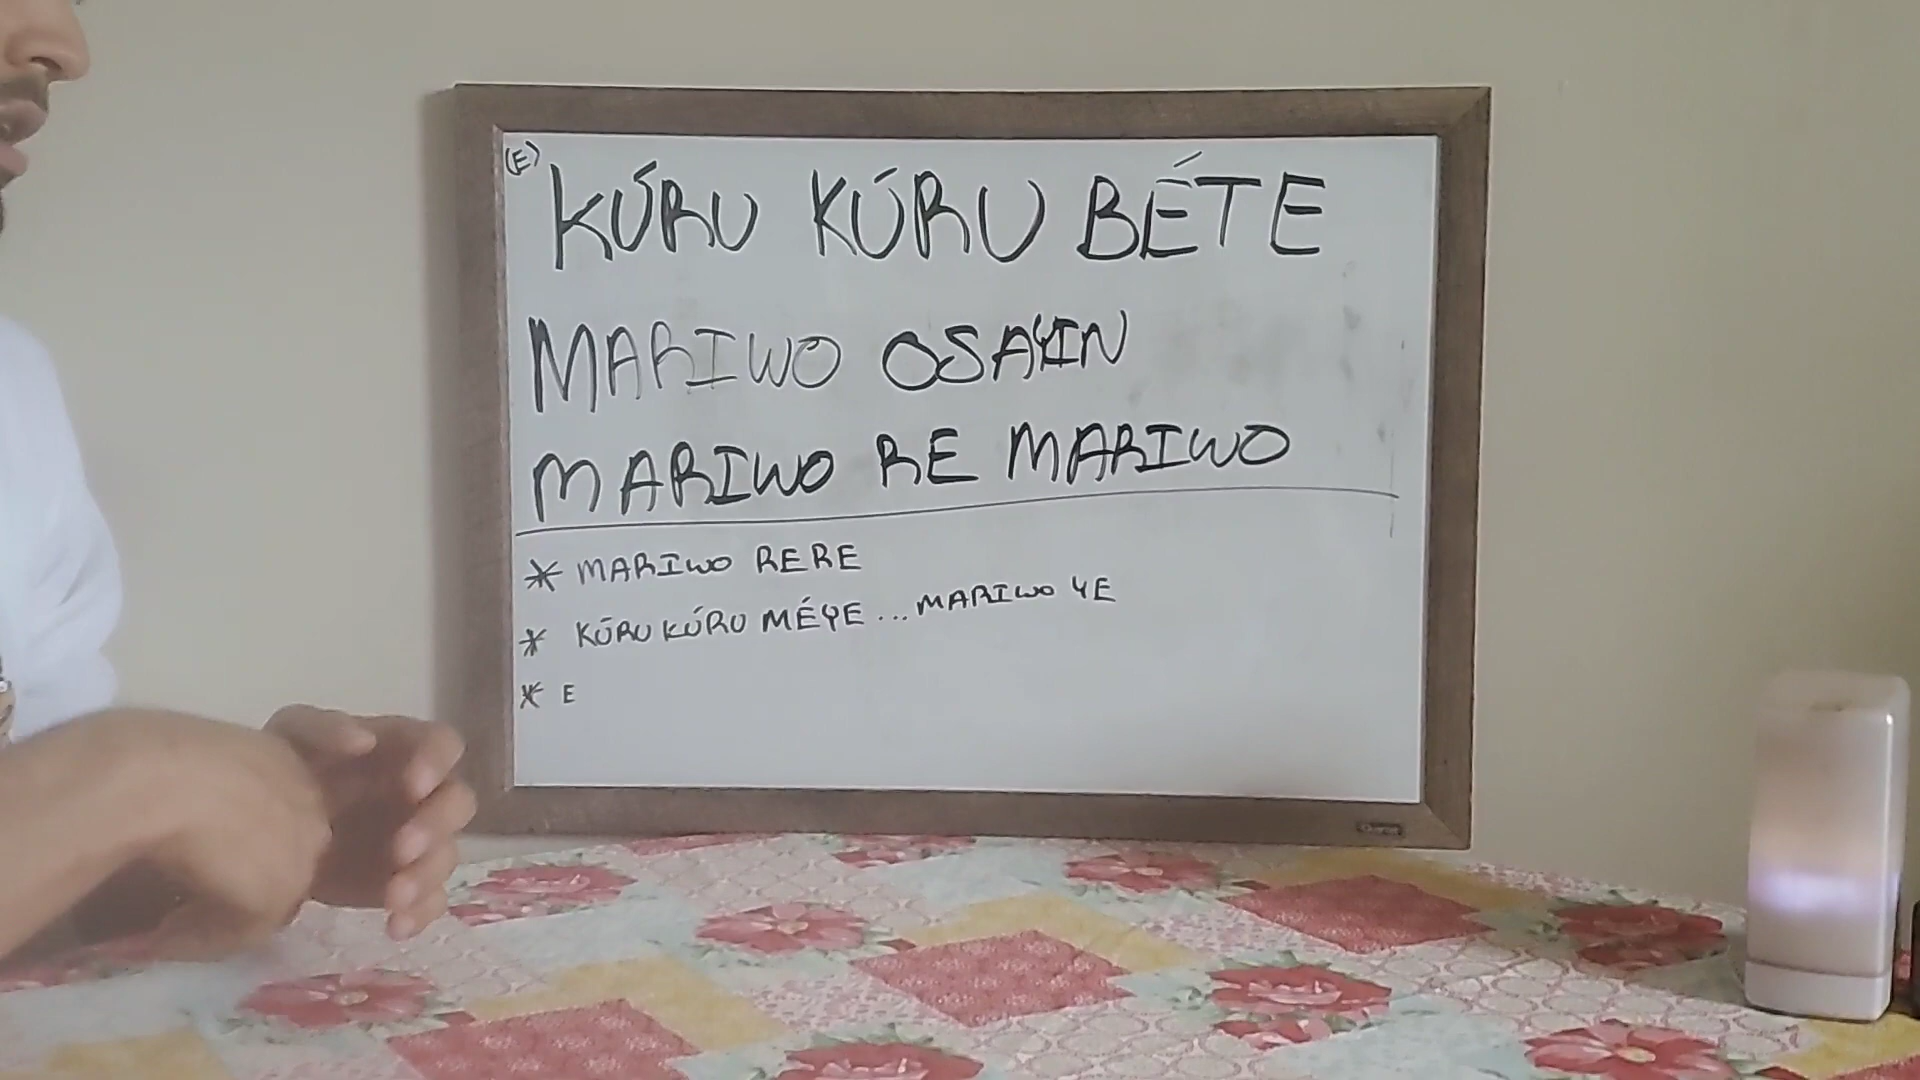 (E) KÚRU KÚRU BÉTE
MARIWO OSAYIN
MARIWO RE MARIWO
* MARIWO RERE
* KÚRU KÚRU MÉYE ... MARIWO YE
* E